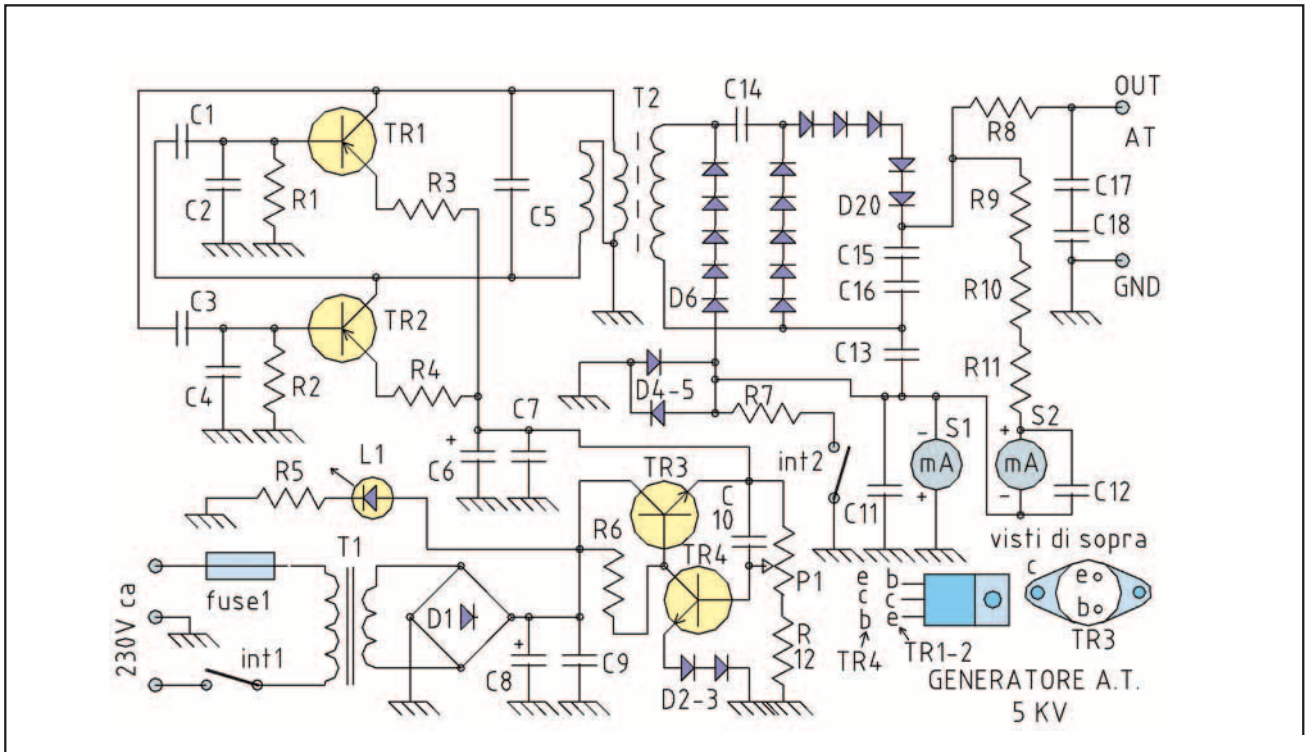 C1
TR1
C2
R1
R3
C5
T2
C14
D20
R8
OUT
AT
R9
C17
C18
GND
C15
C16
R10
D6
C3
TR2
C4
R2
R4
C13
R11
D4-5
R7
C7
+
C6
int2
S1
-
mA
+
S2
+
mA
-
C12
C11
R5
L1
TR3
C
10
R6
TR4
P1
R
12
D2-3
230V ca
fuse1
T1
int1
D1
+
C8
C9
visti di sopra
e
c
b
TR4
b
c
e
TR1-2
c
e
b
TR3
GENERATORE A.T.
5 KV